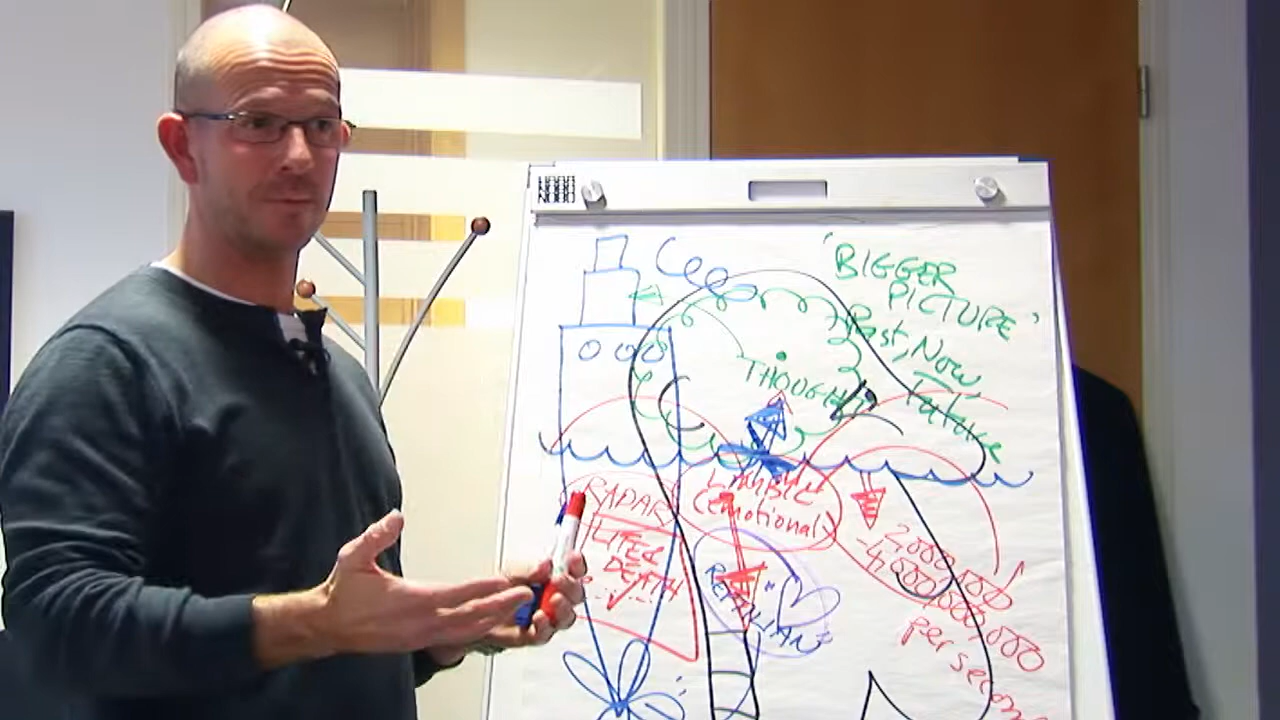 NOBO
'BIGGER
PICTURE'
Past, Now,
Future
THOUGHT
RADAR
LIMBIC
(emotional)
LIFE &
DEATH
"REPTILIAN"
2,000,000
-4,000,000,000
per second